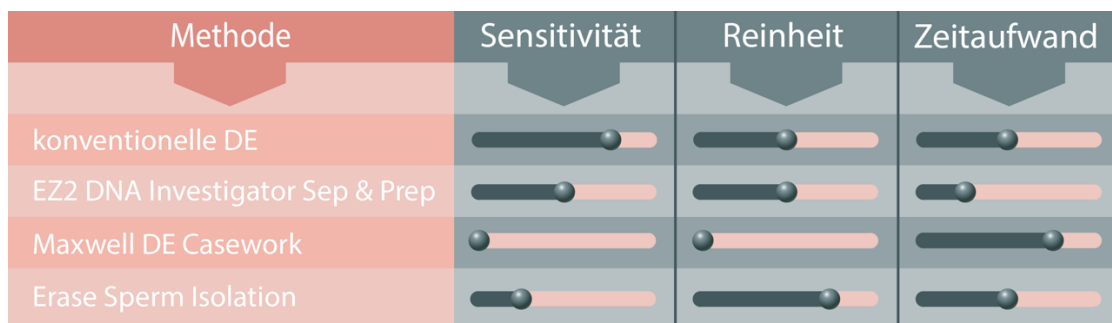 Methode Sensitivität Reinheit Zeitaufwand
konventionelle DE
EZ2 DNA Investigator Sep & Prep
Maxwell DE Casework
Erase Sperm Isolation